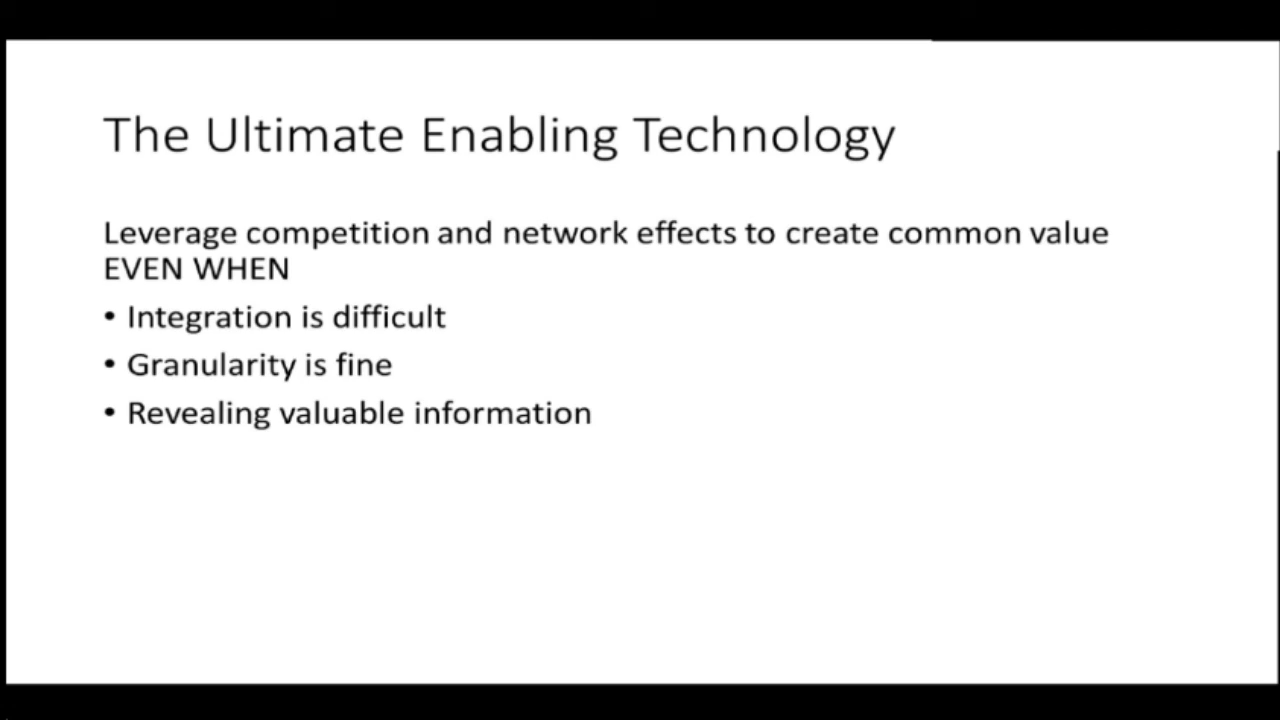 The Ultimate Enabling Technology
Leverage competition and network effects to create common value
EVEN WHEN
• Integration is difficult
• Granularity is fine
• Revealing valuable information